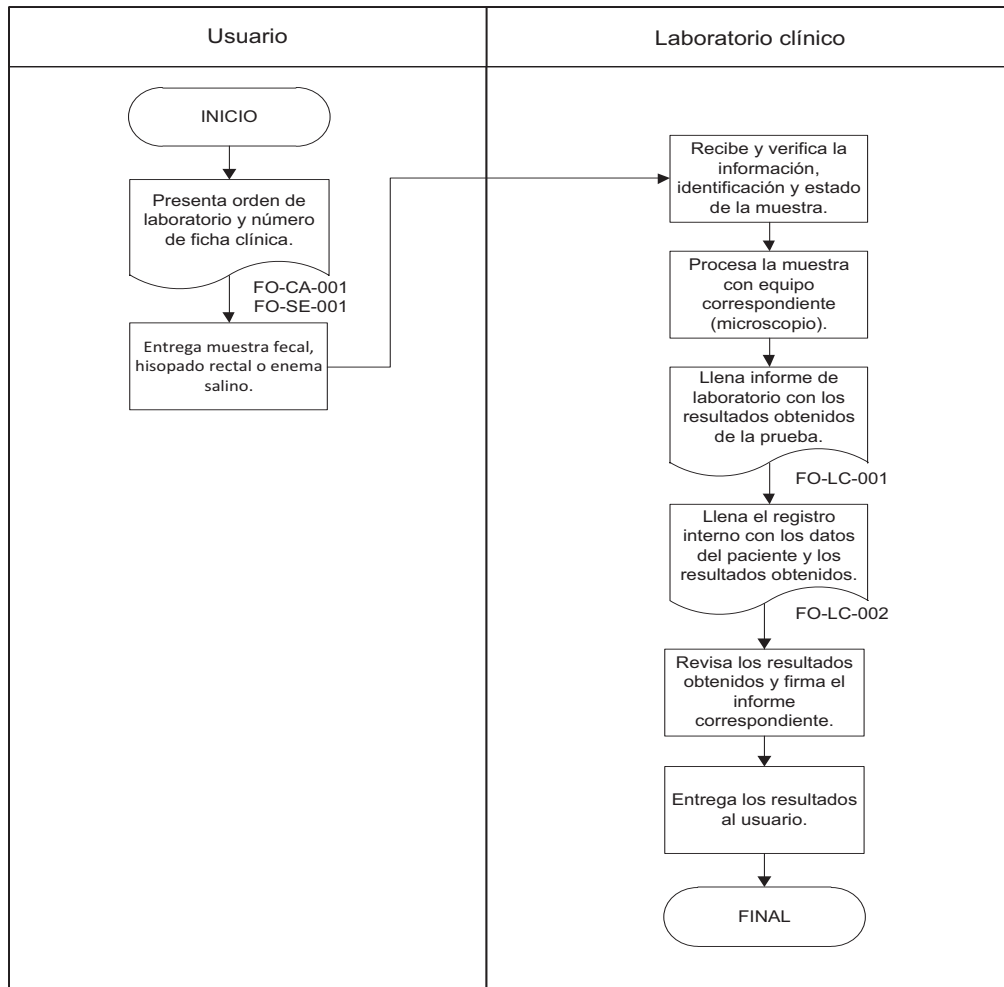 Usuario
Laboratorio clínico
INICIO
Presenta orden de
laboratorio y número
de ficha clínica.
FO-CA-001
FO-SE-001
Entrega muestra fecal,
hisopado rectal o enema
salino.
Recibe y verifica la
información,
identificación y estado
de la muestra.
Procesa la muestra
con equipo
correspondiente
(microscopio).
Llena informe de
laboratorio con los
resultados obtenidos
de la prueba.
FO-LC-001
Llena el registro
interno con los datos
del paciente y los
resultados obtenidos.
FO-LC-002
Revisa los resultados
obtenidos y firma el
informe
correspondiente.
Entrega los resultados
al usuario.
FINAL